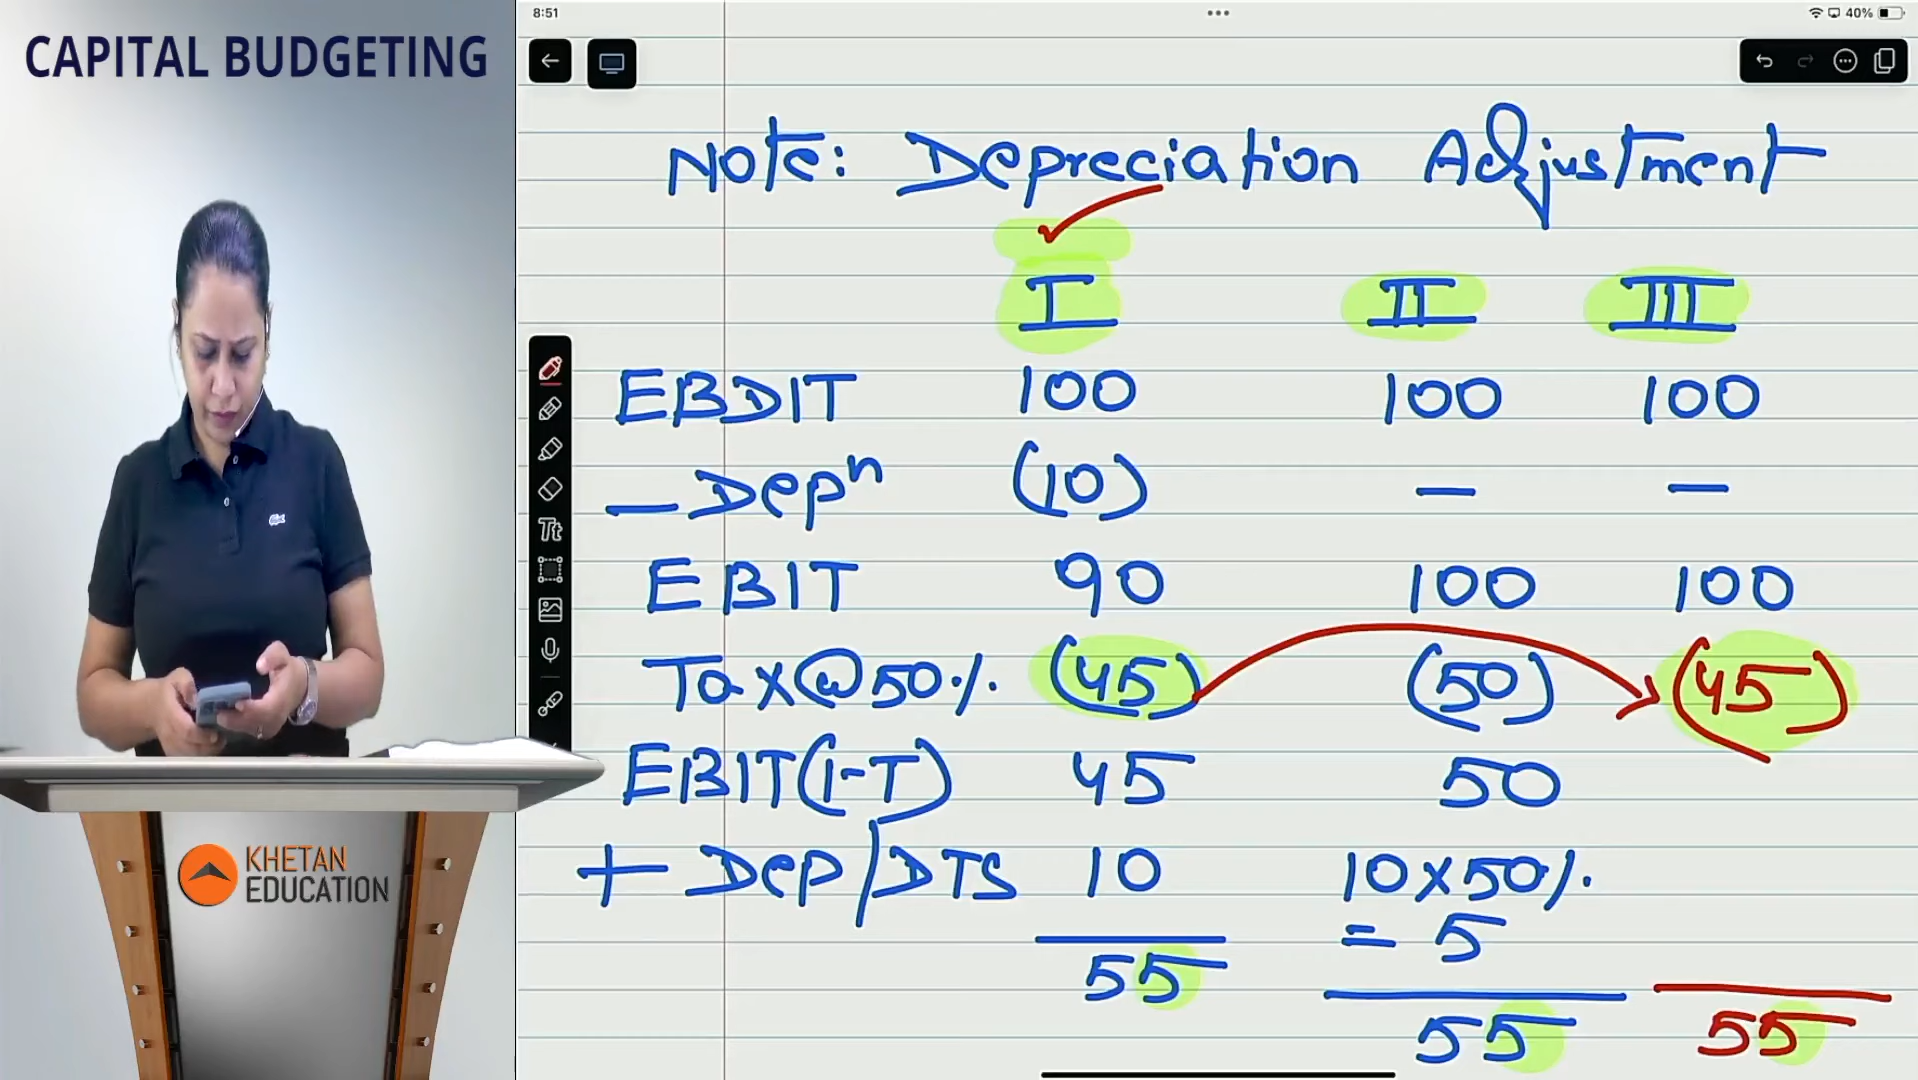 CAPITAL BUDGETING
8:51
40%
Note: Depreciation Adjustment
I II III
EBDIT 100 100 100
— Depⁿ (10) — —
EBIT 90 100 100
Tax@50% (45) (50) (45)
EBIT(1-T) 45 50
+ Dep/DTS 10 10x50%
= 5
55 55 55
Tt
KHETAN
EDUCATION